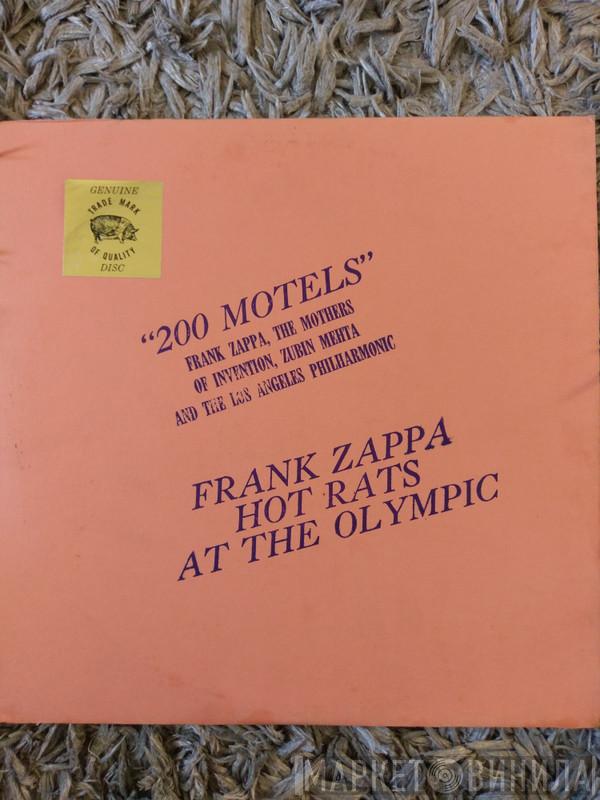 GENUINE
TRADE MARK
OF QUALITY
DISC
“200 MOTELS”
FRANK ZAPPA, THE MOTHERS
OF INVENTION, ZUBIN MEHTA
AND THE LOS ANGELES PHILHARMONIC
FRANK ZAPPA
HOT RATS
AT THE OLYMPIC
МАРКЕТ ВИНИЛА